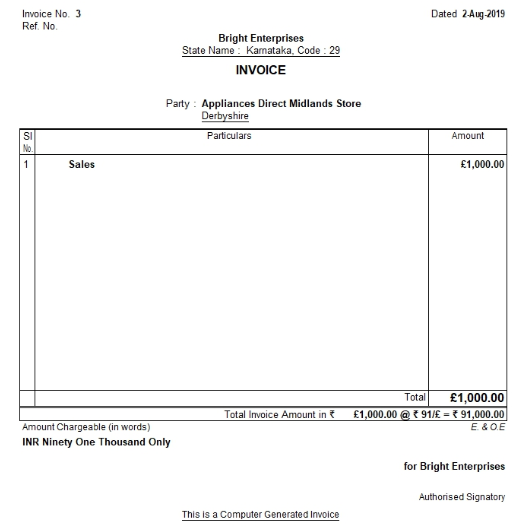 Invoice No. 3 Dated 2-Aug-2019
Ref. No.
Bright Enterprises
State Name : Karnataka, Code : 29
INVOICE
Party : Appliances Direct Midlands Store
Derbyshire
Sl No. Particulars Amount
1 Sales £1,000.00
Total £1,000.00
Total Invoice Amount in ₹ £1,000.00 @ ₹ 91/£ = ₹ 91,000.00
Amount Chargeable (in words) E. & O.E
INR Ninety One Thousand Only
for Bright Enterprises
Authorised Signatory
This is a Computer Generated Invoice